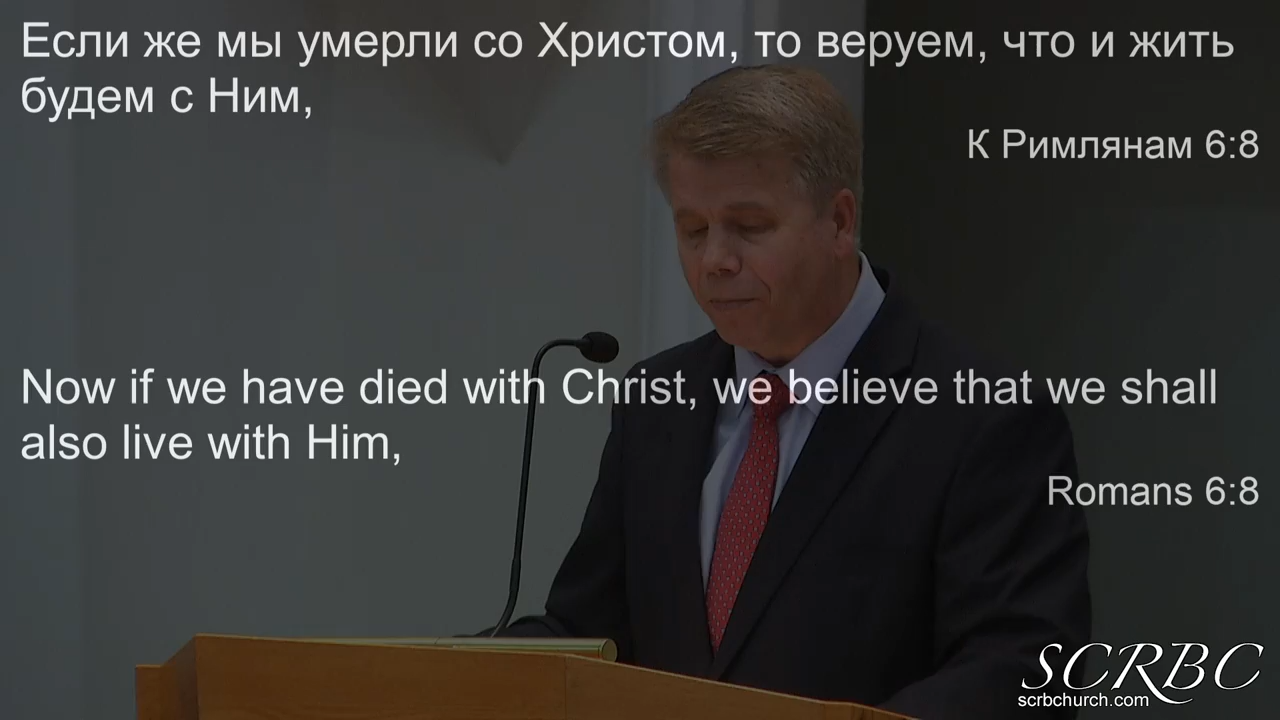 Если же мы умерли со Христом, то веруем, что и жить
будем с Ним,
К Римлянам 6:8
Now if we have died with Christ, we believe that we shall
also live with Him,
Romans 6:8
SCRBC
scrbchurch.com